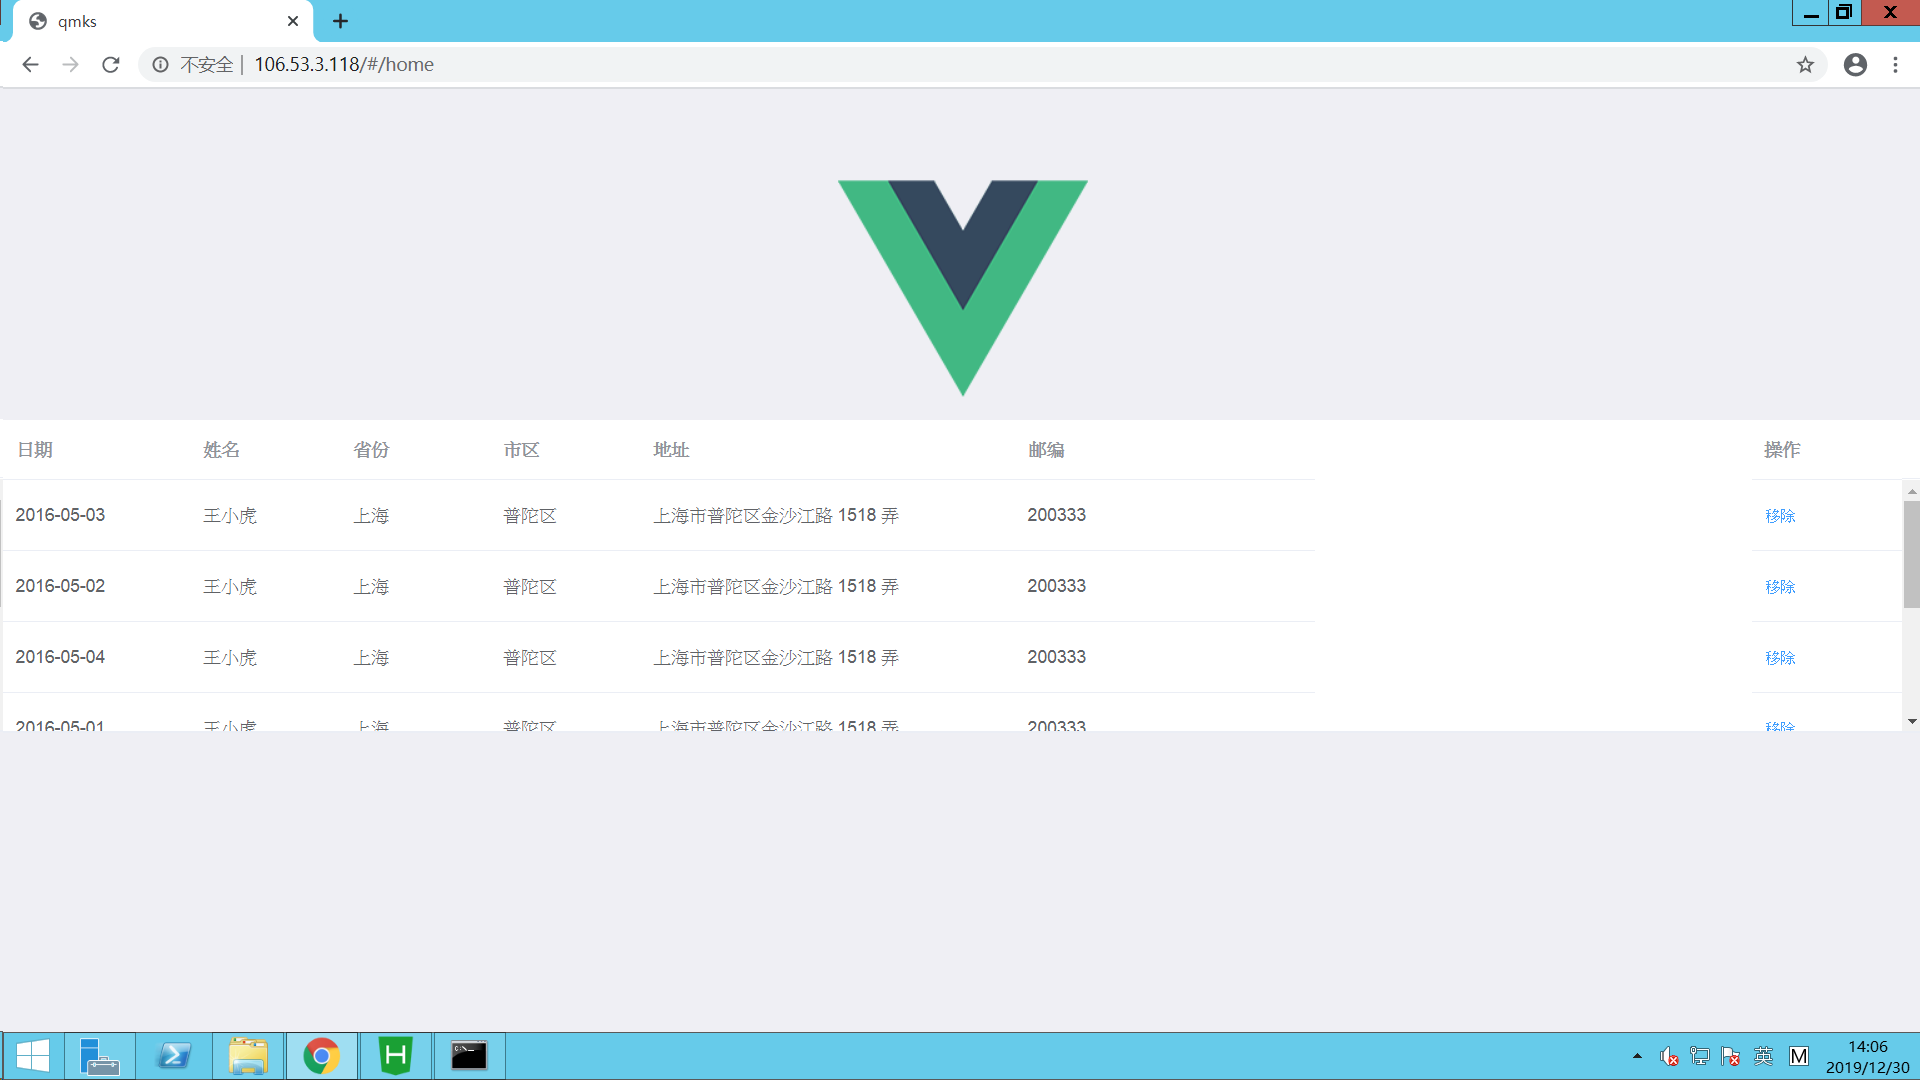 qmks
不安全 106.53.3.118/#/home
日期 姓名 省份 市区 地址 邮编 操作
2016-05-03 王小虎 上海 普陀区 上海市普陀区金沙江路 1518 弄 200333 移除
2016-05-02 王小虎 上海 普陀区 上海市普陀区金沙江路 1518 弄 200333 移除
2016-05-04 王小虎 上海 普陀区 上海市普陀区金沙江路 1518 弄 200333 移除
2016-05-01 王小虎 上海 普陀区 上海市普陀区金沙江路 1518 弄 200333 移除
英 M 14:06
2019/12/30